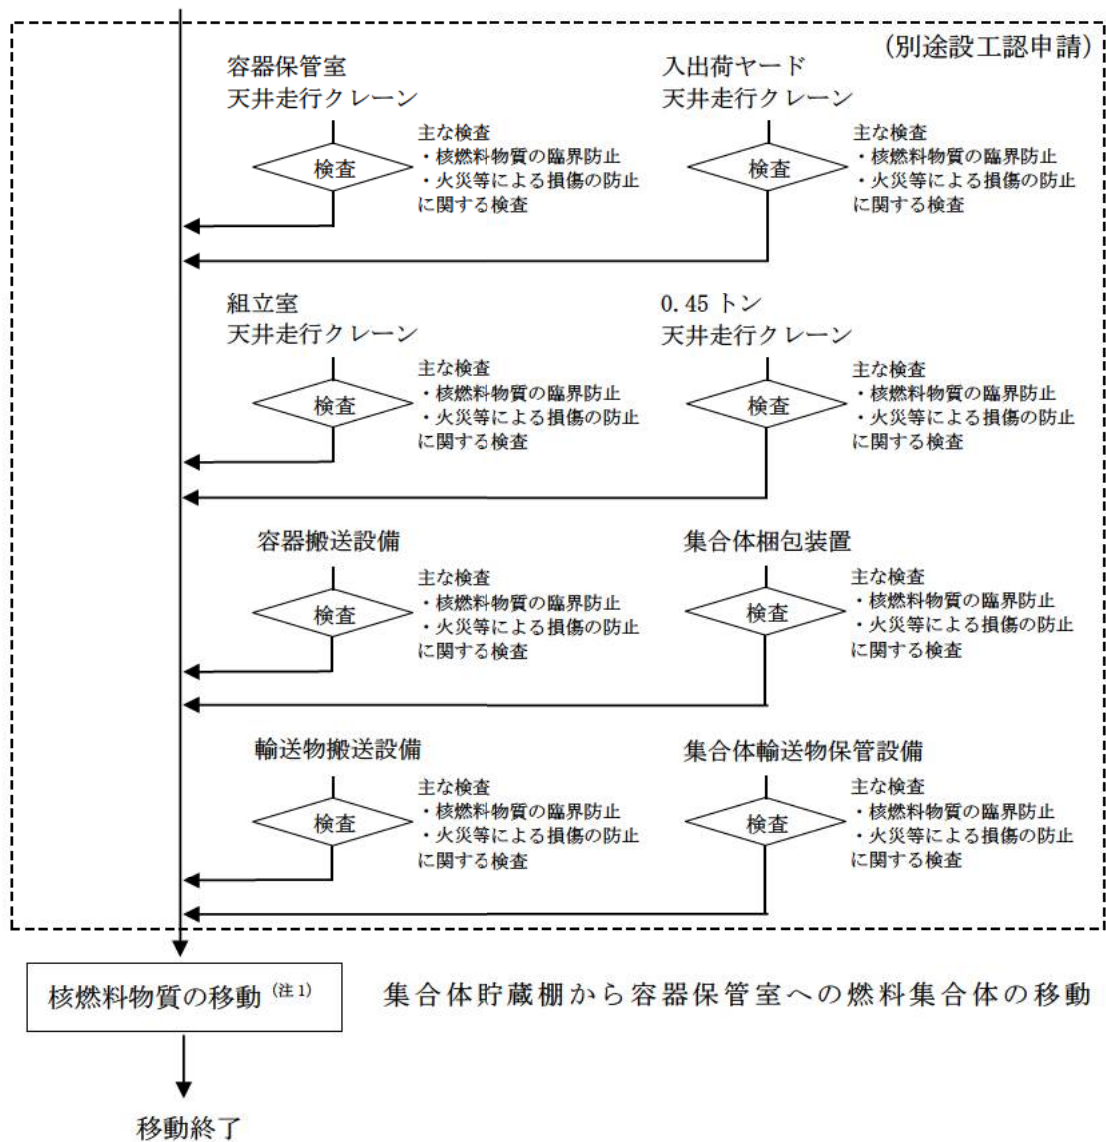 (別途設工認申請)
容器保管室
天井走行クレーン
検査
主な検査
・核燃料物質の臨界防止
・火災等による損傷の防止
に関する検査
入出荷ヤード
天井走行クレーン
検査
主な検査
・核燃料物質の臨界防止
・火災等による損傷の防止
に関する検査
組立室
天井走行クレーン
検査
主な検査
・核燃料物質の臨界防止
・火災等による損傷の防止
に関する検査
0.45トン
天井走行クレーン
検査
主な検査
・核燃料物質の臨界防止
・火災等による損傷の防止
に関する検査
容器搬送設備
検査
主な検査
・核燃料物質の臨界防止
・火災等による損傷の防止
に関する検査
集合体梱包装置
検査
主な検査
・核燃料物質の臨界防止
・火災等による損傷の防止
に関する検査
輸送物搬送設備
検査
主な検査
・核燃料物質の臨界防止
・火災等による損傷の防止
に関する検査
集合体輸送物保管設備
検査
主な検査
・核燃料物質の臨界防止
・火災等による損傷の防止
に関する検査
核燃料物質の移動(注1)
集合体貯蔵棚から容器保管室への燃料集合体の移動
移動終了